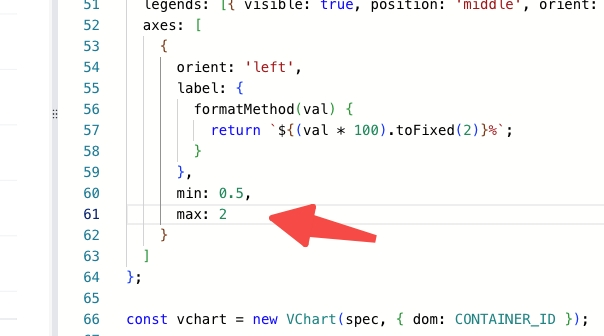 51 legends: [{ visible: true, position: 'middle', orient:
52 axes: [
53 {
54 orient: 'left',
55 label: {
56 formatMethod(val) {
57 return `${(val * 100).toFixed(2)}%`;
58 }
59 },
60 min: 0.5,
61 max: 2
62 }
63 ]
64 };
65
66 const vchart = new VChart(spec, { dom: CONTAINER_ID });